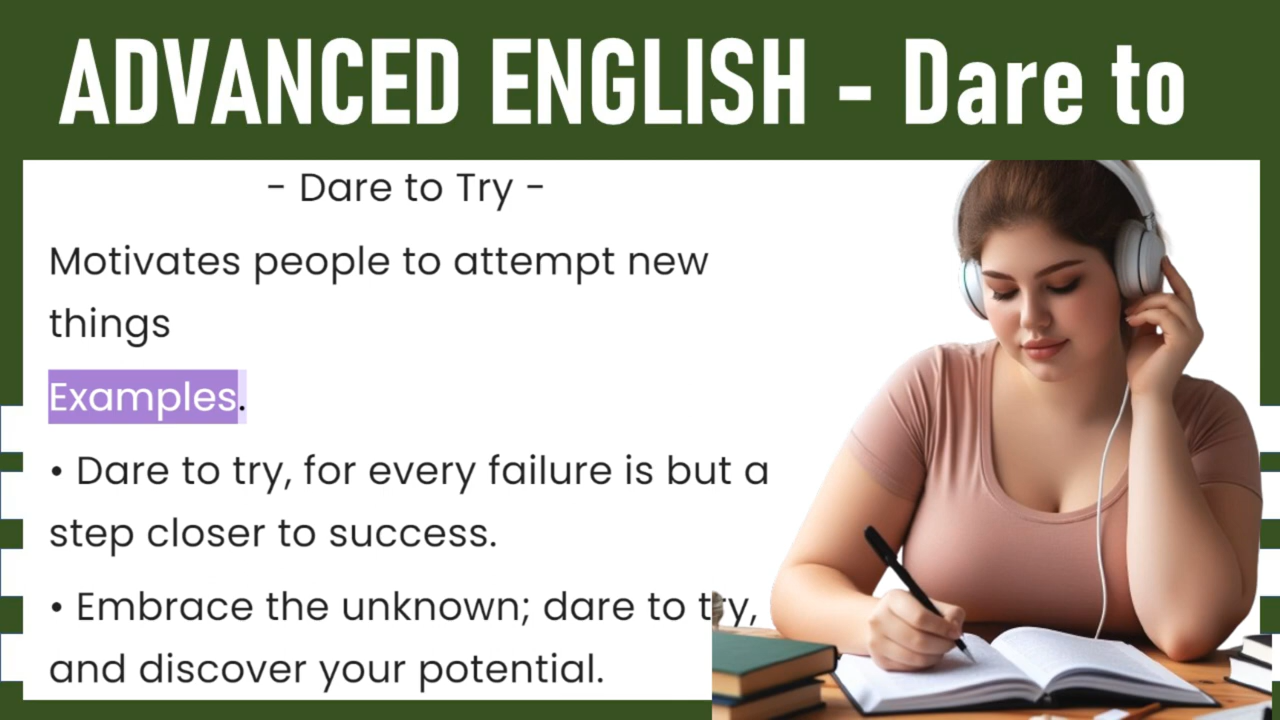 ADVANCED ENGLISH - Dare to
- Dare to Try -
Motivates people to attempt new
things
Examples.
• Dare to try, for every failure is but a
step closer to success.
• Embrace the unknown; dare to try,
and discover your potential.